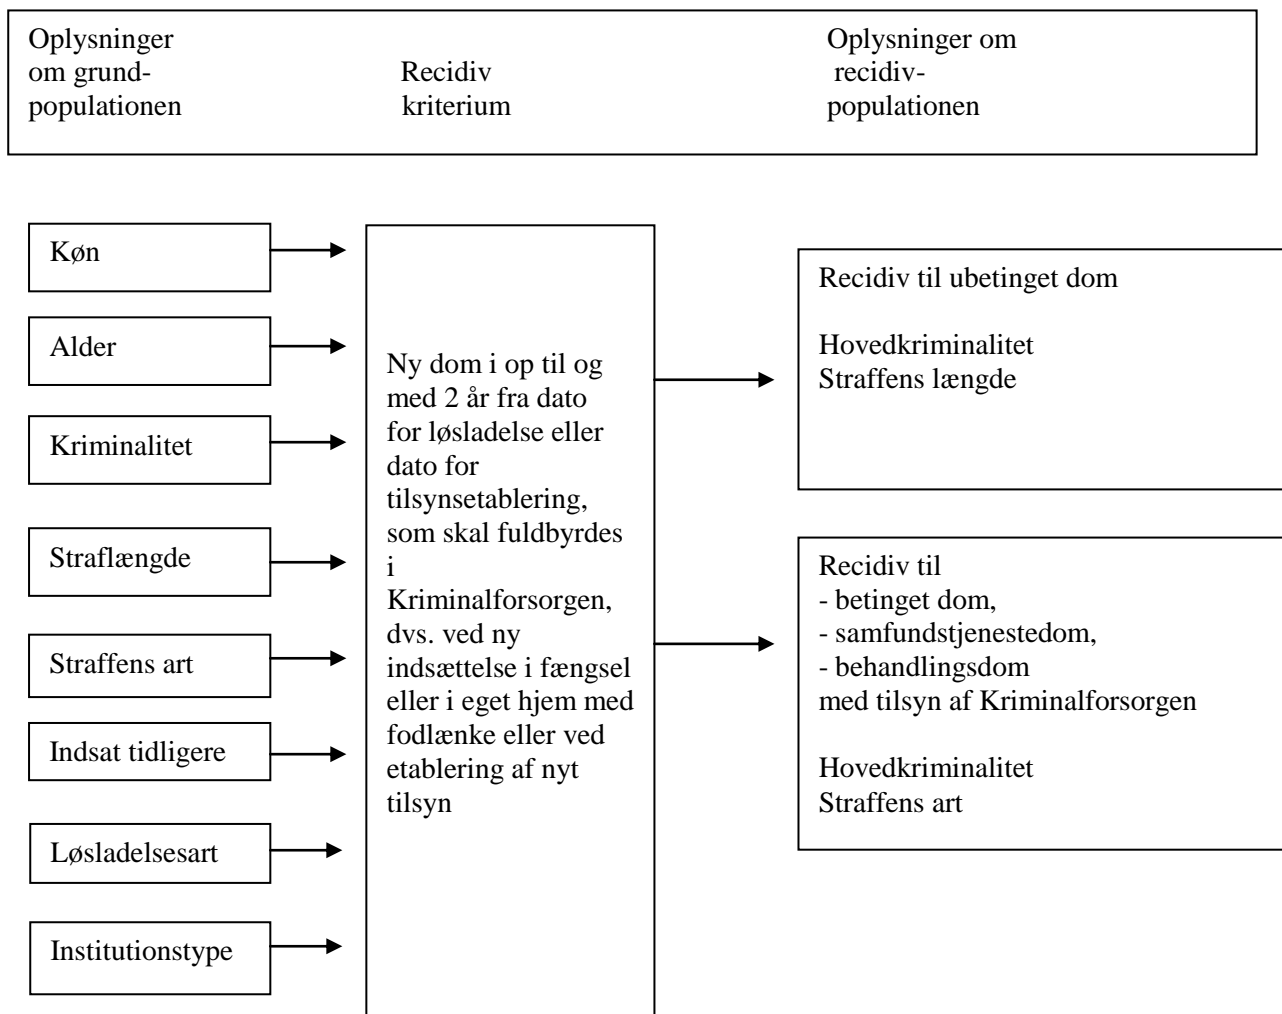 Oplysninger
om grund-
populationen
Recidiv
kriterium
Oplysninger om
recidiv-
populationen
Køn
Alder
Kriminalitet
Straflængde
Straffens art
Indsat tidligere
Løsladelsesart
Institutionstype
Ny dom i op til og
med 2 år fra dato
for løsladelse eller
dato for
tilsynsetablering,
som skal fuldbyrdes
i
Kriminalforsorgen,
dvs. ved ny
indsættelse i fængsel
eller i eget hjem med
fodlænke eller ved
etablering af nyt
tilsyn
Recidiv til ubetinget dom
Hovedkriminalitet
Straffens længde
Recidiv til
- betinget dom,
- samfundstjenestedom,
- behandlingsdom
med tilsyn af Kriminalforsorgen
Hovedkriminalitet
Straffens art